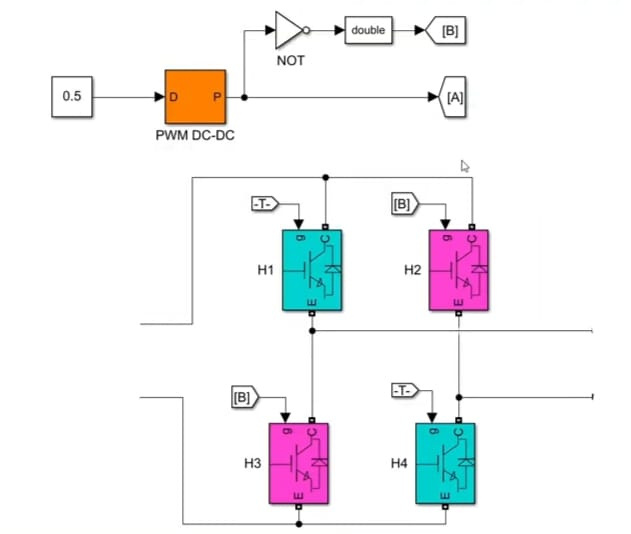 double
[B]
NOT
0.5
D
P
[A]
PWM DC-DC
-T-
[B]
g
C
g
C
H1
H2
E
E
[B]
-T-
g
C
g
C
H3
H4
E
E